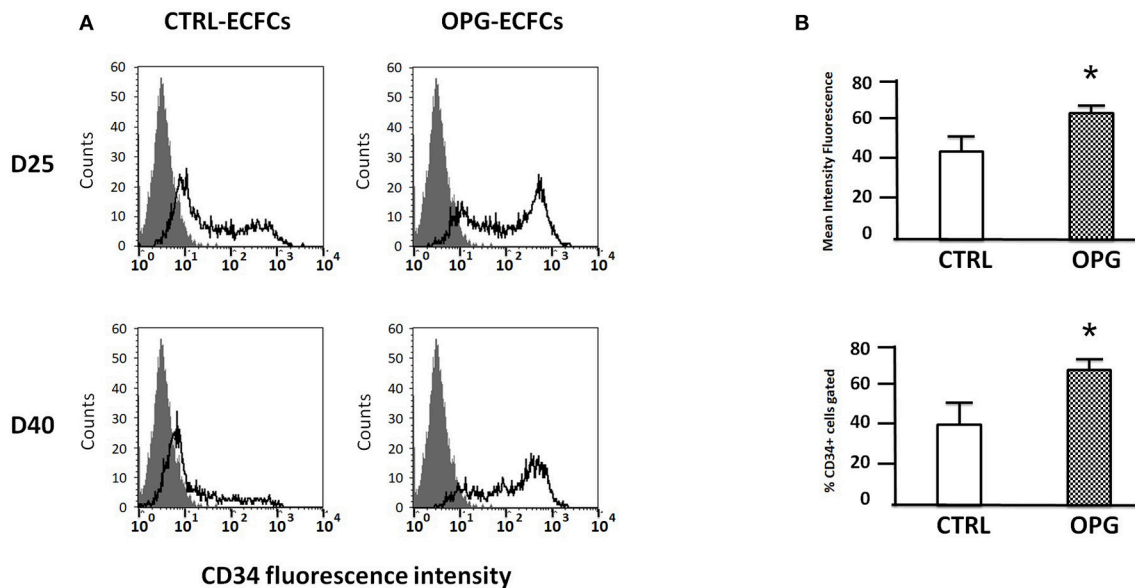 A
CTRL-ECFCs
OPG-ECFCs
B
D25
Counts
60
50
40
30
20
10
0
10^0 10^1 10^2 10^3 10^4
Counts
60
50
40
30
20
10
0
10^0 10^1 10^2 10^3 10^4
D40
Counts
60
50
40
30
20
10
0
10^0 10^1 10^2 10^3 10^4
Counts
60
50
40
30
20
10
0
10^0 10^1 10^2 10^3 10^4
CD34 fluorescence intensity
Mean Intensity Fluorescence
80
60
40
20
0
*
CTRL OPG
% CD34+ cells gated
80
60
40
20
0
*
CTRL OPG